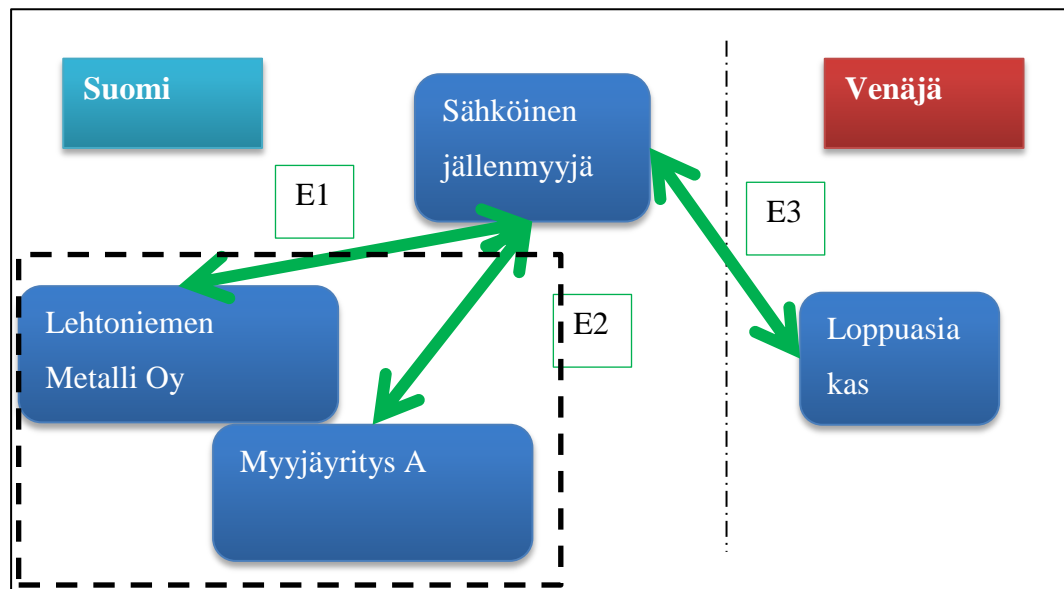 Suomi
Sähköinen
jällenmyyjä
Venäjä
E1
E3
Lehtoniemen
Metalli Oy
E2
Loppuasia
kas
Myyjäyritys A